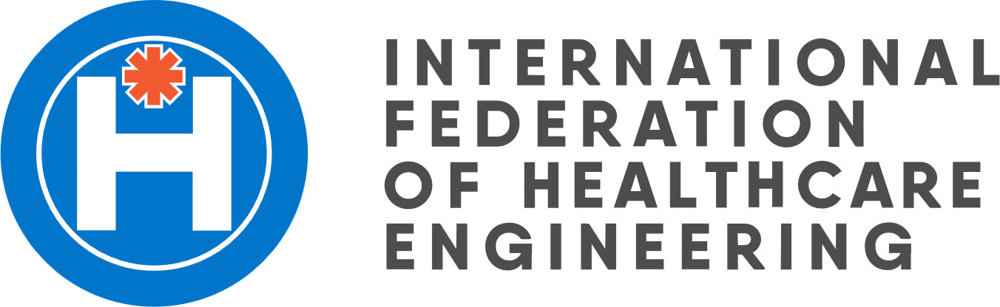 H
INTERNATIONAL
FEDERATION
OF HEALTHCARE
ENGINEERING